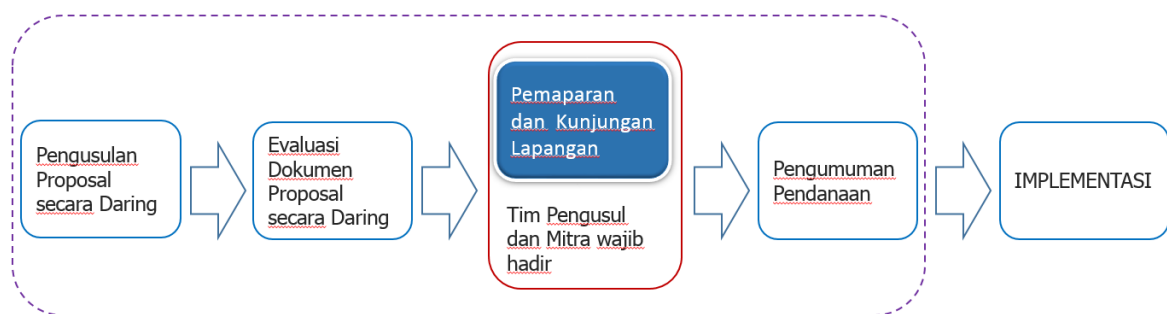 Pengusulan
Proposal
secara Daring
Evaluasi
Dokumen
Proposal
secara Daring
Pemaparan
dan Kunjungan
Lapangan
Tim Pengusul
dan Mitra wajib
hadir
Pengumuman
Pendanaan
IMPLEMENTASI